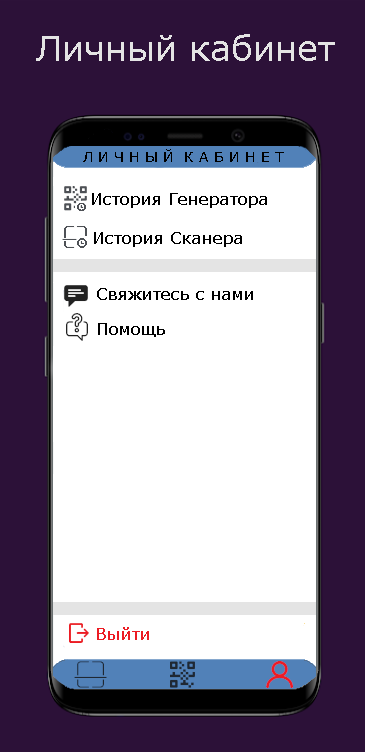 Личный кабинет
ЛИЧНЫЙ КАБИНЕТ
История Генератора
История Сканера
Свяжитесь с нами
Помощь
Выйти